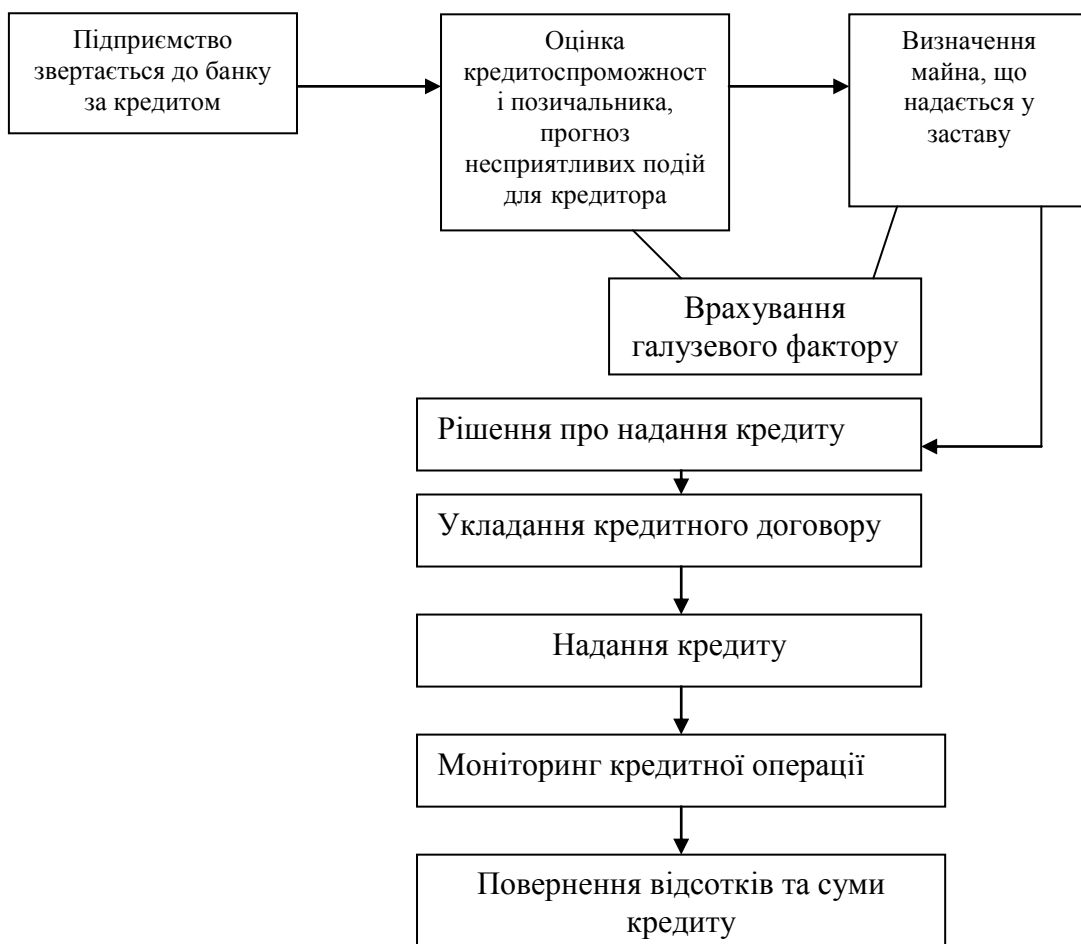 Підприємство
звертається до банку
за кредитом
Оцінка
кредитоспроможност
і позичальника,
прогноз
несприятливих подій
для кредитора
Визначення
майна, що
надається у
заставу
Врахування
галузевого фактору
Рішення про надання кредиту
Укладання кредитного договору
Надання кредиту
Моніторинг кредитної операції
Повернення відсотків та суми
кредиту